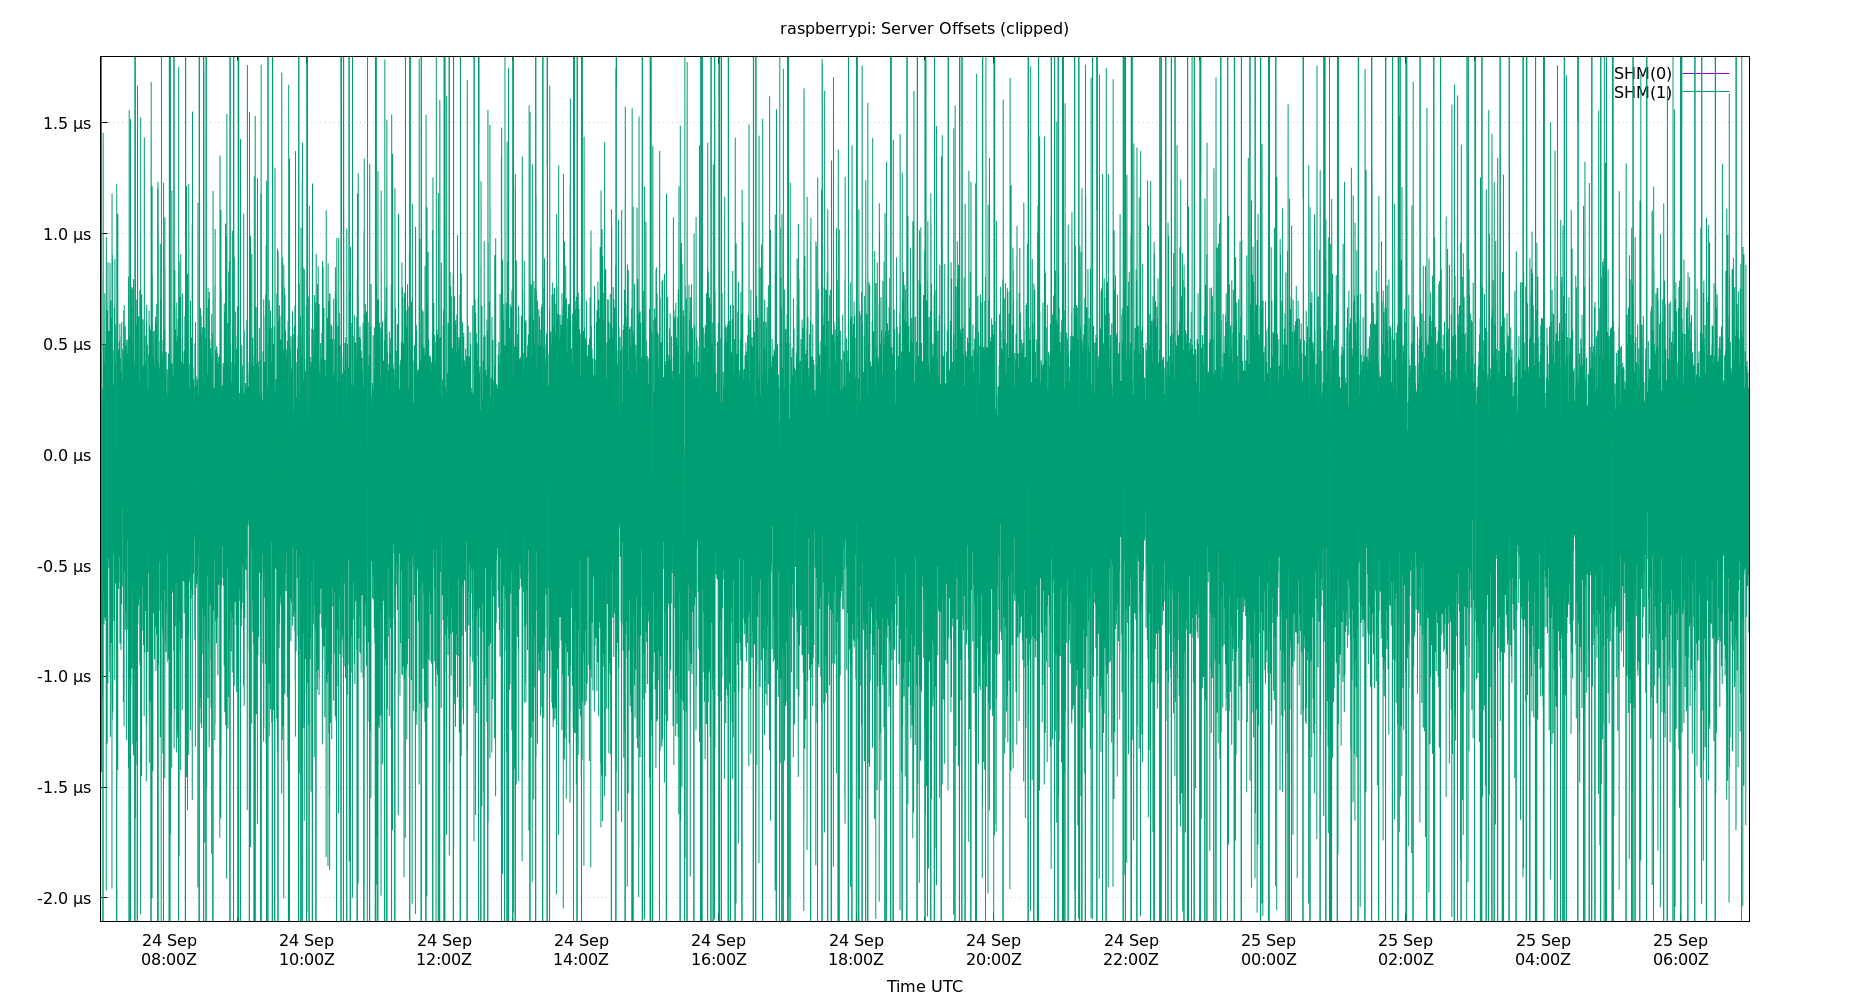 raspberrypi: Server Offsets (clipped)
SHM(0)
SHM(1)
1.5 µs
1.0 µs
0.5 µs
0.0 µs
-0.5 µs
-1.0 µs
-1.5 µs
-2.0 µs
24 Sep 24 Sep 24 Sep 24 Sep 24 Sep 24 Sep 24 Sep 24 Sep 25 Sep 25 Sep 25 Sep 25 Sep
08:00Z 10:00Z 12:00Z 14:00Z 16:00Z 18:00Z 20:00Z 22:00Z 00:00Z 02:00Z 04:00Z 06:00Z
Time UTC